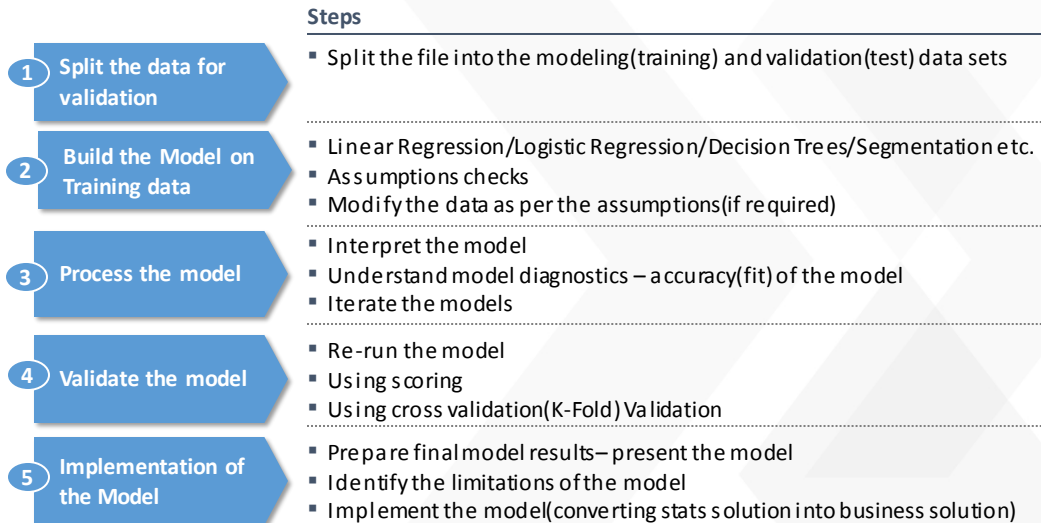 Steps
1
Split the data for
validation
▪ Split the file into the modeling(training) and validation(test) data sets
2
Build the Model on
Training data
▪ Linear Regression/Logistic Regression/Decision Trees/Segmentation etc.
▪ Assumptions checks
▪ Modify the data as per the assumptions(if required)
3
Process the model
▪ Interpret the model
▪ Understand model diagnostics – accuracy(fit) of the model
▪ Iterate the models
4
Validate the model
▪ Re-run the model
▪ Using scoring
▪ Using cross validation(K-Fold) Validation
5
Implementation of
the Model
▪ Prepare final model results– present the model
▪ Identify the limitations of the model
▪ Implement the model(converting stats solution into business solution)